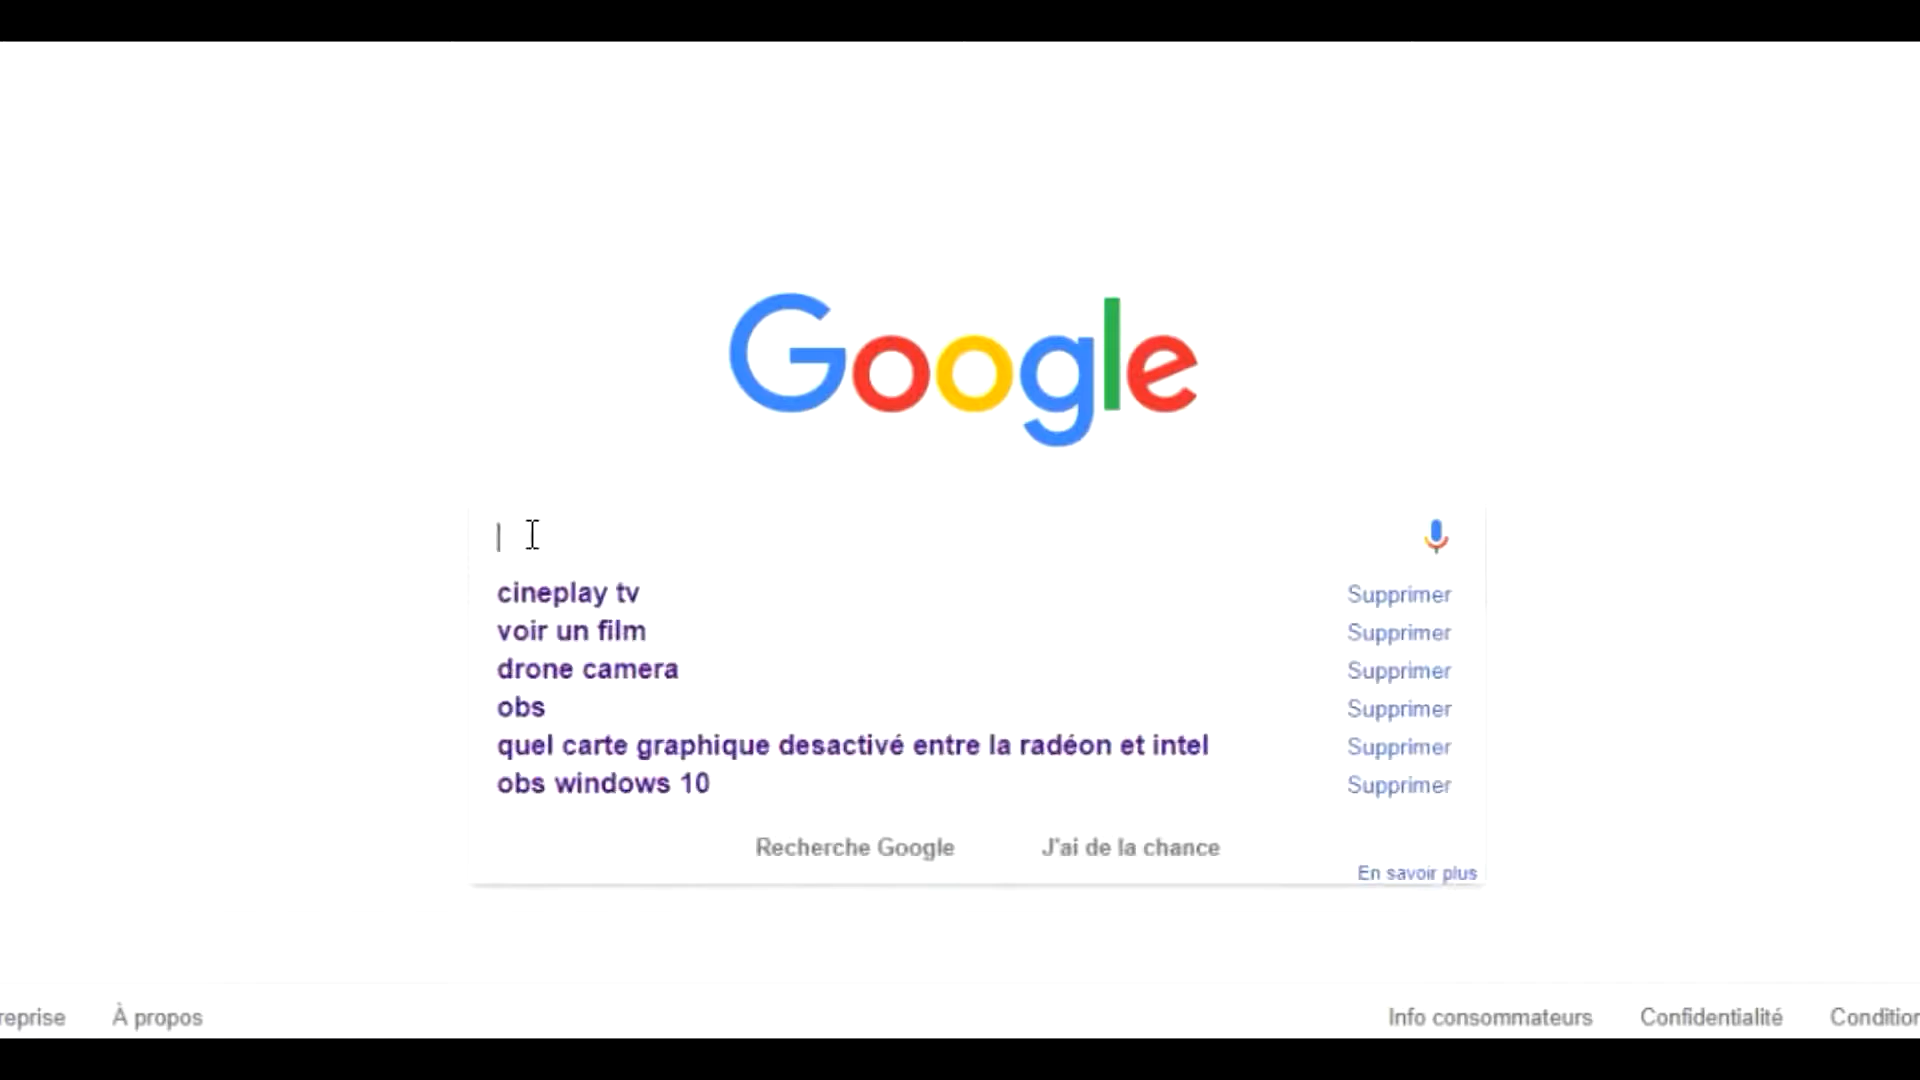 Google
cineplay tv Supprimer
voir un film Supprimer
drone camera Supprimer
obs Supprimer
quel carte graphique desactivé entre la radéon et intel Supprimer
obs windows 10 Supprimer
Recherche Google J'ai de la chance
En savoir plus
reprise À propos Info consommateurs Confidentialité Condition